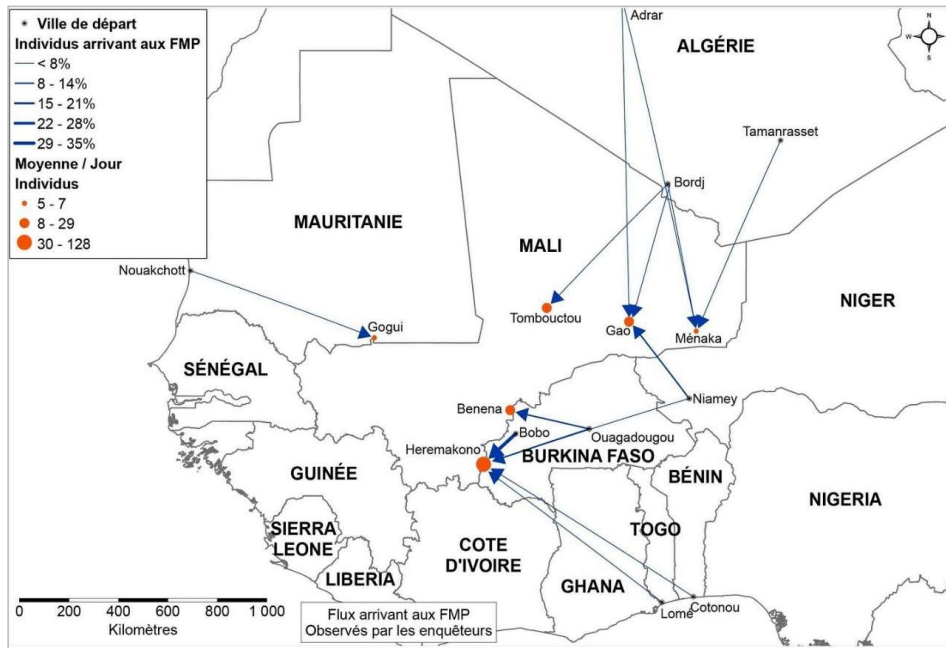 Ville de départ
Individus arrivant aux FMP
< 8%
8 - 14%
15 - 21%
22 - 28%
29 - 35%
Moyenne / Jour
Individus
5 - 7
8 - 29
30 - 128
Adrar
ALGÉRIE
N
W
E
S
Tamanrasset
Bordj
MAURITANIE
MALI
Nouakchott
NIGER
Tombouctou
Gao
Ménaka
Gogui
SÉNÉGAL
Niamey
Benena
Bobo
Ouagadougou
Heremakono
BURKINA FASO
GUINÉE
BÉNIN
NIGERIA
SIERRA
LEONE
COTE
D'IVOIRE
TOGO
LIBERIA
GHANA
Lomé
Cotonou
0 200 400 600 800 1 000
Kilomètres
Flux arrivant aux FMP
Observés par les enquêteurs